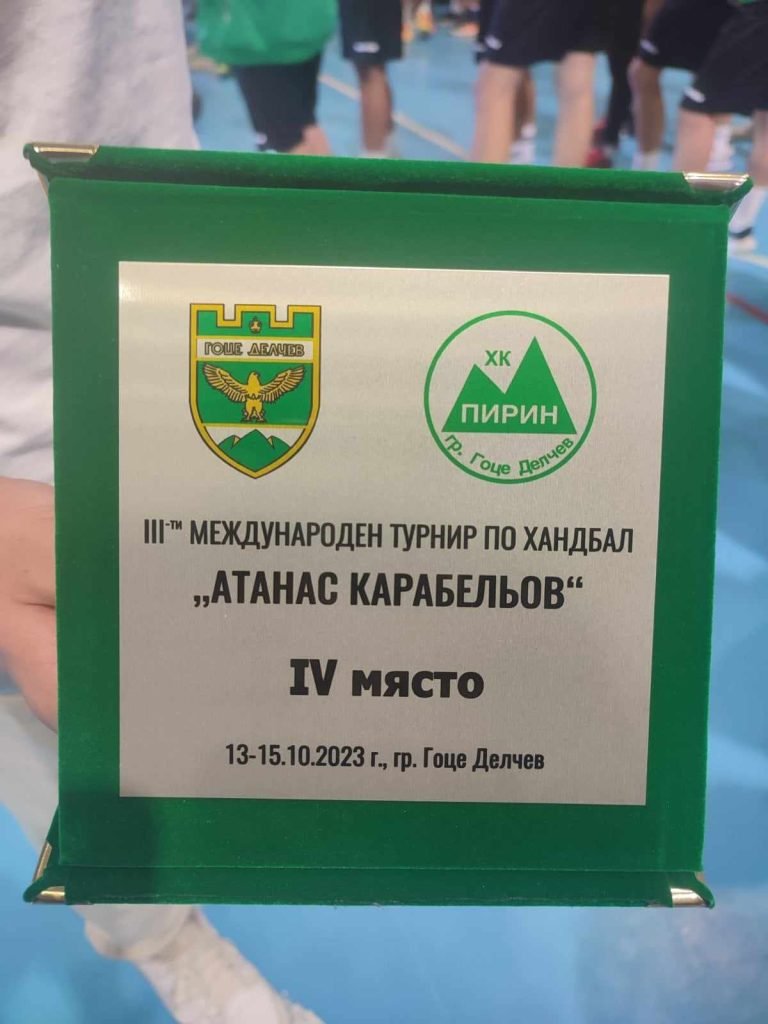 ГОЦЕ ДЕЛЧЕВ
ХК
ПИРИН
гр. Гоце Делчев
III-ти МЕЖДУНАРОДЕН ТУРНИР ПО ХАНДБАЛ
„АТАНАС КАРАБЕЛЬОВ“
IV място
13-15.10.2023 г., гр. Гоце Делчев